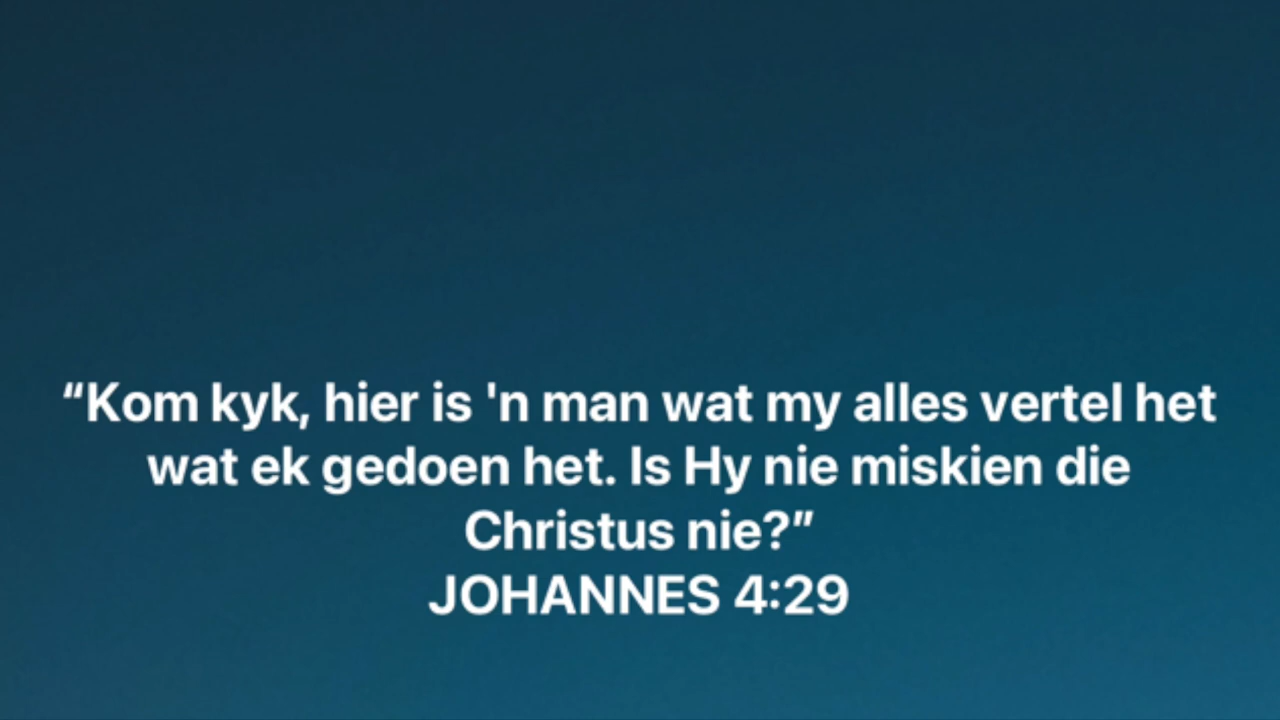 “Kom kyk, hier is 'n man wat my alles vertel het
wat ek gedoen het. Is Hy nie miskien die
Christus nie?”
JOHANNES 4:29